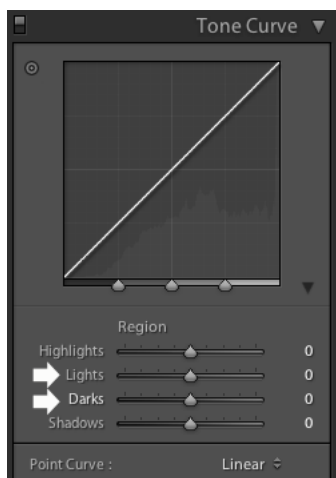 Tone Curve
Region
Highlights 0
Lights 0
Darks 0
Shadows 0
Point Curve : Linear